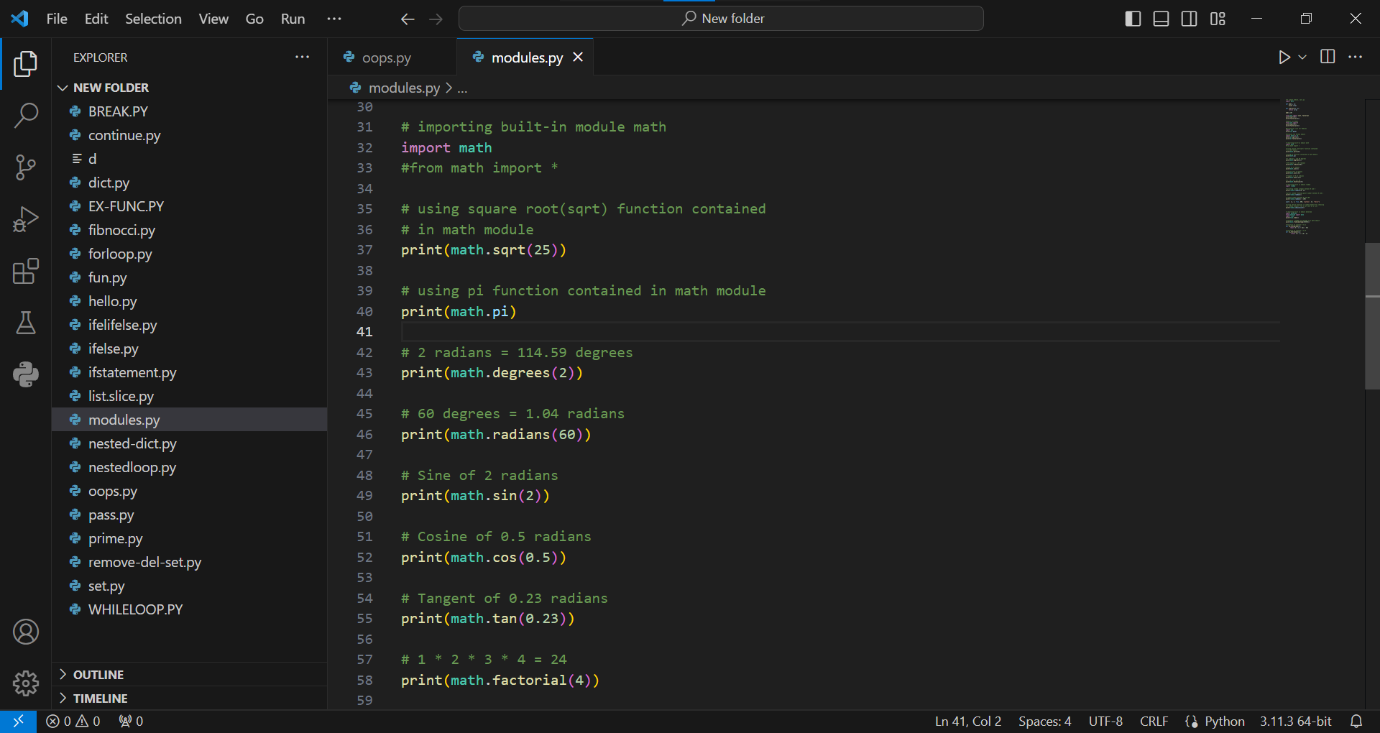 File Edit Selection View Go Run ...
New folder
EXPLORER
NEW FOLDER
BREAK.PY
continue.py
d
dict.py
EX-FUNC.PY
fibnocci.py
forloop.py
fun.py
hello.py
ifelifelse.py
ifelse.py
ifstatement.py
list.slice.py
modules.py
nested-dict.py
nestedloop.py
oops.py
pass.py
prime.py
remove-del-set.py
set.py
WHILELOOP.PY
OUTLINE
TIMELINE
oops.py modules.py
modules.py > ...
30
31 # importing built-in module math
32 import math
33 #from math import *
34
35 # using square root(sqrt) function contained
36 # in math module
37 print(math.sqrt(25))
38
39 # using pi function contained in math module
40 print(math.pi)
41
42 # 2 radians = 114.59 degrees
43 print(math.degrees(2))
44
45 # 60 degrees = 1.04 radians
46 print(math.radians(60))
47
48 # Sine of 2 radians
49 print(math.sin(2))
50
51 # Cosine of 0.5 radians
52 print(math.cos(0.5))
53
54 # Tangent of 0.23 radians
55 print(math.tan(0.23))
56
57 # 1 * 2 * 3 * 4 = 24
58 print(math.factorial(4))
59
0 0 0 Ln 41, Col 2 Spaces: 4 UTF-8 CRLF Python 3.11.3 64-bit